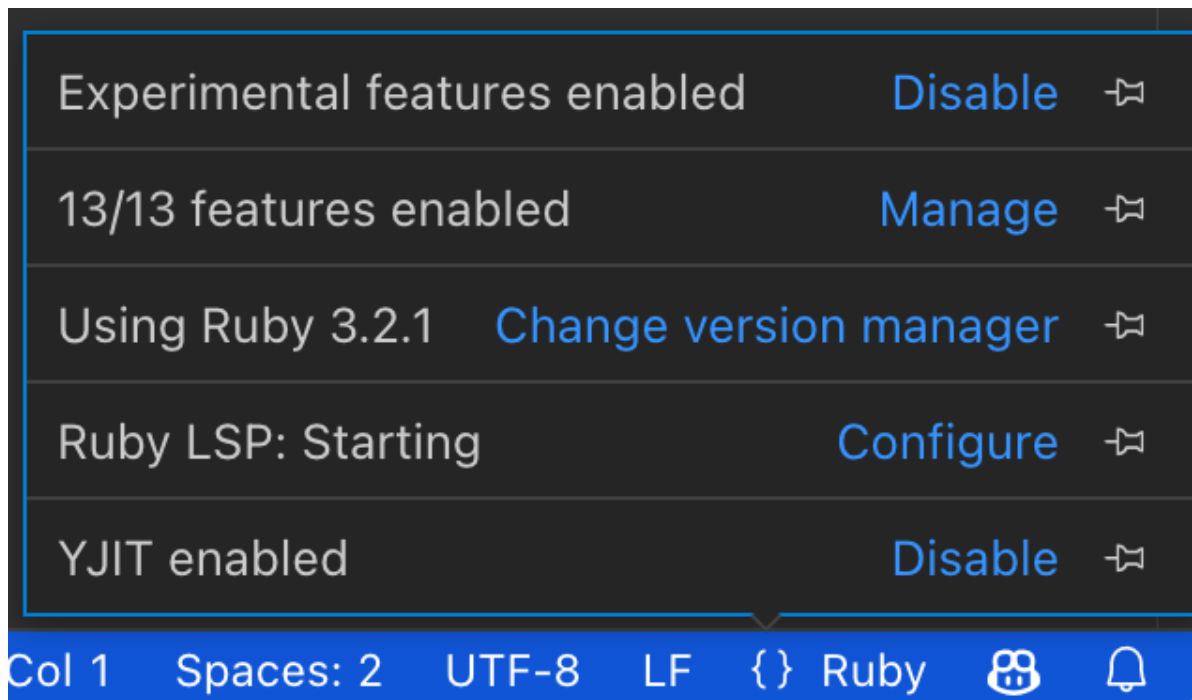 Experimental features enabled Disable
13/13 features enabled Manage
Using Ruby 3.2.1 Change version manager
Ruby LSP: Starting Configure
YJIT enabled Disable
Col 1 Spaces: 2 UTF-8 LF {} Ruby